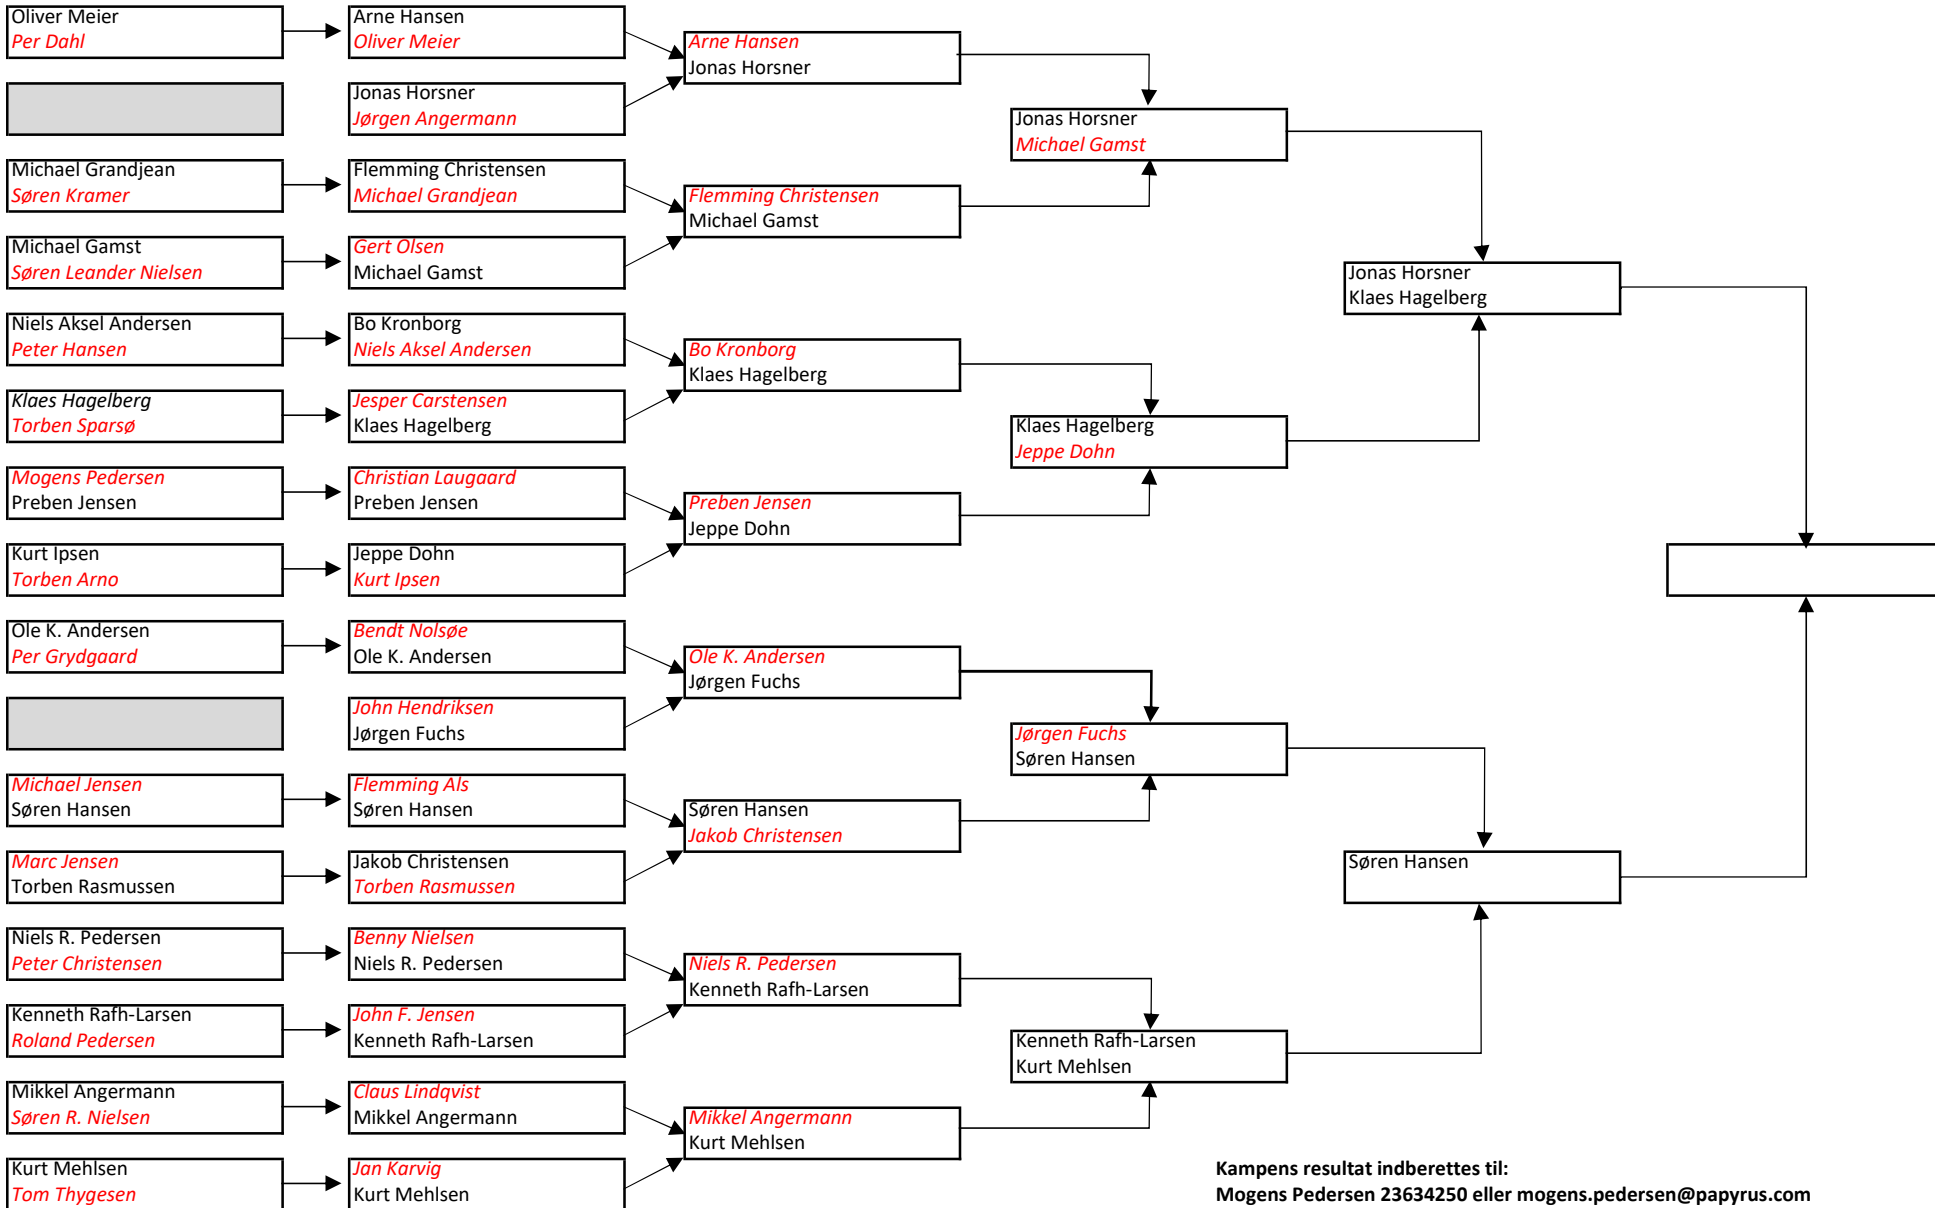 Oliver Meier
Per Dahl
Michael Grandjean
Søren Kramer
Michael Gamst
Søren Leander Nielsen
Niels Aksel Andersen
Peter Hansen
Klaes Hagelberg
Torben Sparsø
Mogens Pedersen
Preben Jensen
Kurt Ipsen
Torben Arno
Ole K. Andersen
Per Grydgaard
Michael Jensen
Søren Hansen
Marc Jensen
Torben Rasmussen
Niels R. Pedersen
Peter Christensen
Kenneth Rafh-Larsen
Roland Pedersen
Mikkel Angermann
Søren R. Nielsen
Kurt Mehlsen
Tom Thygesen
Arne Hansen
Oliver Meier
Jonas Horsner
Jørgen Angermann
Flemming Christensen
Michael Grandjean
Gert Olsen
Michael Gamst
Bo Kronborg
Niels Aksel Andersen
Jesper Carstensen
Klaes Hagelberg
Christian Laugaard
Preben Jensen
Jeppe Dohn
Kurt Ipsen
Bendt Nolsøe
Ole K. Andersen
John Hendriksen
Jørgen Fuchs
Flemming Als
Søren Hansen
Jakob Christensen
Torben Rasmussen
Benny Nielsen
Niels R. Pedersen
John F. Jensen
Kenneth Rafh-Larsen
Claus Lindqvist
Mikkel Angermann
Jan Karvig
Kurt Mehlsen
Arne Hansen
Jonas Horsner
Flemming Christensen
Michael Gamst
Bo Kronborg
Klaes Hagelberg
Preben Jensen
Jeppe Dohn
Ole K. Andersen
Jørgen Fuchs
Søren Hansen
Jakob Christensen
Niels R. Pedersen
Kenneth Rafh-Larsen
Mikkel Angermann
Kurt Mehlsen
Jonas Horsner
Michael Gamst
Klaes Hagelberg
Jeppe Dohn
Jørgen Fuchs
Søren Hansen
Kenneth Rafh-Larsen
Kurt Mehlsen
Jonas Horsner
Klaes Hagelberg
Søren Hansen
Kampens resultat indberettes til:
Mogens Pedersen 23634250 eller mogens.pedersen@papyrus.com